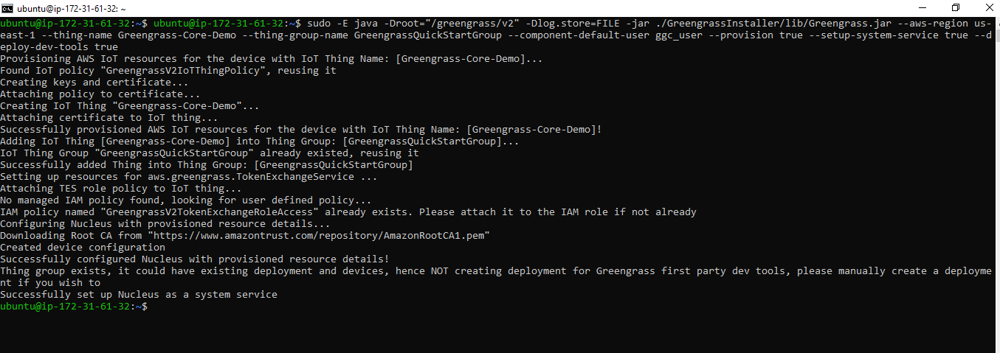 ubuntu@ip-172-31-61-32: ~
ubuntu@ip-172-31-61-32:~$ ubuntu@ip-172-31-61-32:~$ sudo -E java -Droot="/greengrass/v2" -Dlog.store=FILE -jar ./GreengrassInstaller/lib/Greengrass.jar --aws-region us-
east-1 --thing-name Greengrass-Core-Demo --thing-group-name GreengrassQuickStartGroup --component-default-user ggc_user --provision true --setup-system-service true --d
eploy-dev-tools true
Provisioning AWS IoT resources for the device with IoT Thing Name: [Greengrass-Core-Demo]...
Found IoT policy "GreengrassV2IoTThingPolicy", reusing it
Creating keys and certificate...
Attaching policy to certificate...
Creating IoT Thing "Greengrass-Core-Demo"...
Attaching certificate to IoT thing...
Successfully provisioned AWS IoT resources for the device with IoT Thing Name: [Greengrass-Core-Demo]!
Adding IoT Thing [Greengrass-Core-Demo] into Thing Group: [GreengrassQuickStartGroup]...
IoT Thing Group "GreengrassQuickStartGroup" already existed, reusing it
Successfully added Thing into Thing Group: [GreengrassQuickStartGroup]
Setting up resources for aws.greengrass.TokenExchangeService ...
Attaching TES role policy to IoT thing...
No managed IAM policy found, looking for user defined policy...
IAM policy named "GreengrassV2TokenExchangeRoleAccess" already exists. Please attach it to the IAM role if not already
Configuring Nucleus with provisioned resource details...
Downloading Root CA from "https://www.amazontrust.com/repository/AmazonRootCA1.pem"
Created device configuration
Successfully configured Nucleus with provisioned resource details!
Thing group exists, it could have existing deployment and devices, hence NOT creating deployment for Greengrass first party dev tools, please manually create a deployme
nt if you wish to
Successfully set up Nucleus as a system service
ubuntu@ip-172-31-61-32:~$